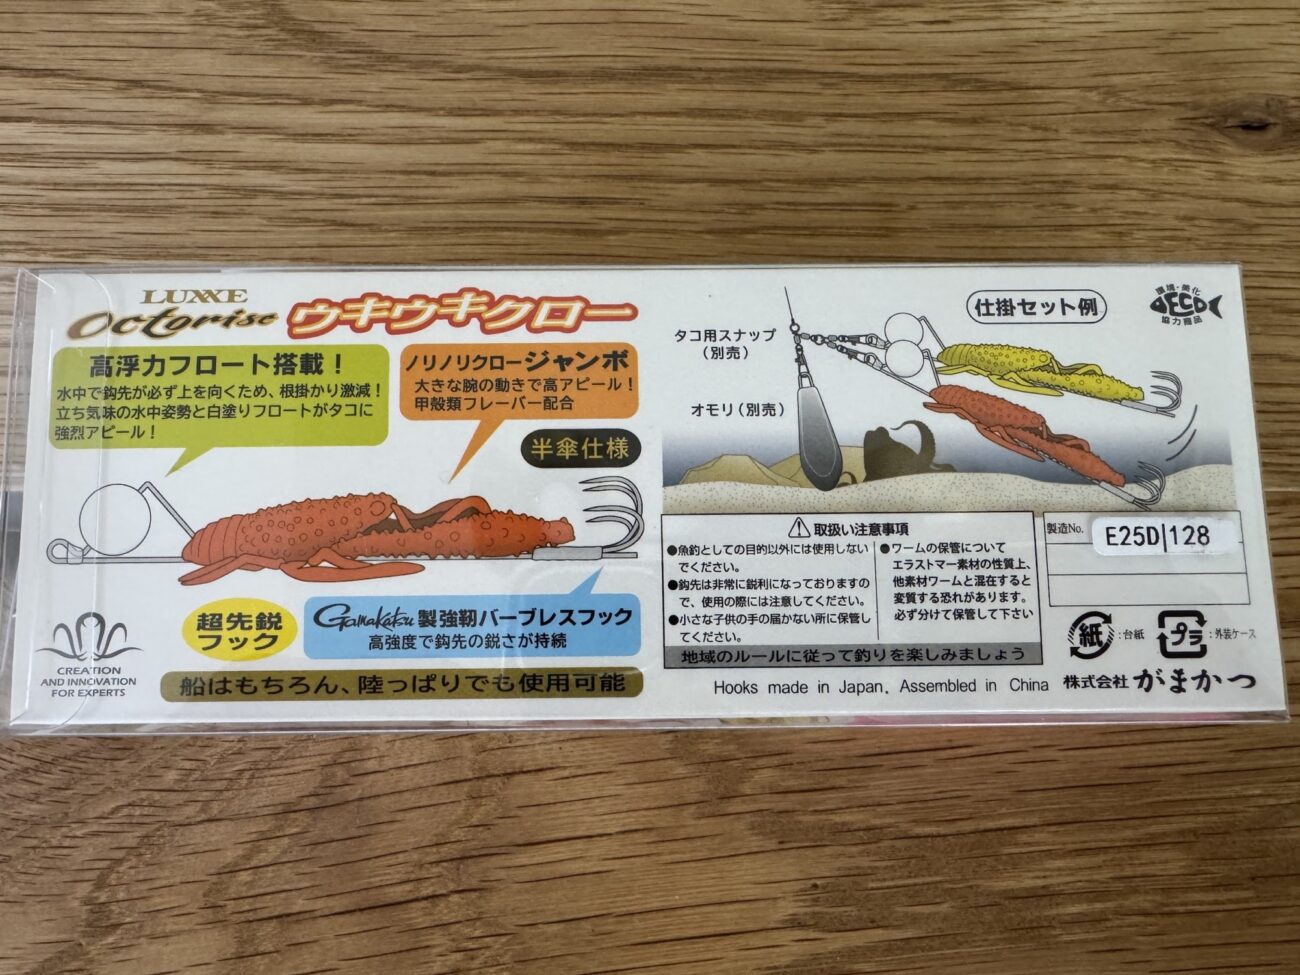 LUXXE
Octorise ウキウキクロー
高浮力フロート搭載！
水中で鈎先が必ず上を向くため、根掛かり激減！
立ち気味の水中姿勢と白塗りフロートがタコに
強烈アピール！
ノリノリクロージャンボ
大きな腕の動きで高アピール！
甲殻類フレーバー配合
半傘仕様
超先鋭
フック
Gamakatsu 製強靭バーブレスフック
高強度で鈎先の鋭さが持続
CREATION
AND INNOVATION
FOR EXPERTS
船はもちろん、陸っぱりでも使用可能
仕掛セット例
環境・美化
DECO
協力商品
タコ用スナップ
（別売）
オモリ（別売）
取扱い注意事項
●魚釣としての目的以外には使用しない
でください。
●鈎先は非常に鋭利になっておりますの
で、使用の際には注意してください。
●小さな子供の手の届かない所に保管し
てください。
●ワームの保管について
エラストマー素材の性質上、
他素材ワームと混在すると
変質する恐れがあります。
必ず分けて保管して下さい
地域のルールに従って釣りを楽しみましょう
製造No.
E25D|128
紙：台紙
プラ：外装ケース
Hooks made in Japan. Assembled in China
株式会社 がまかつ